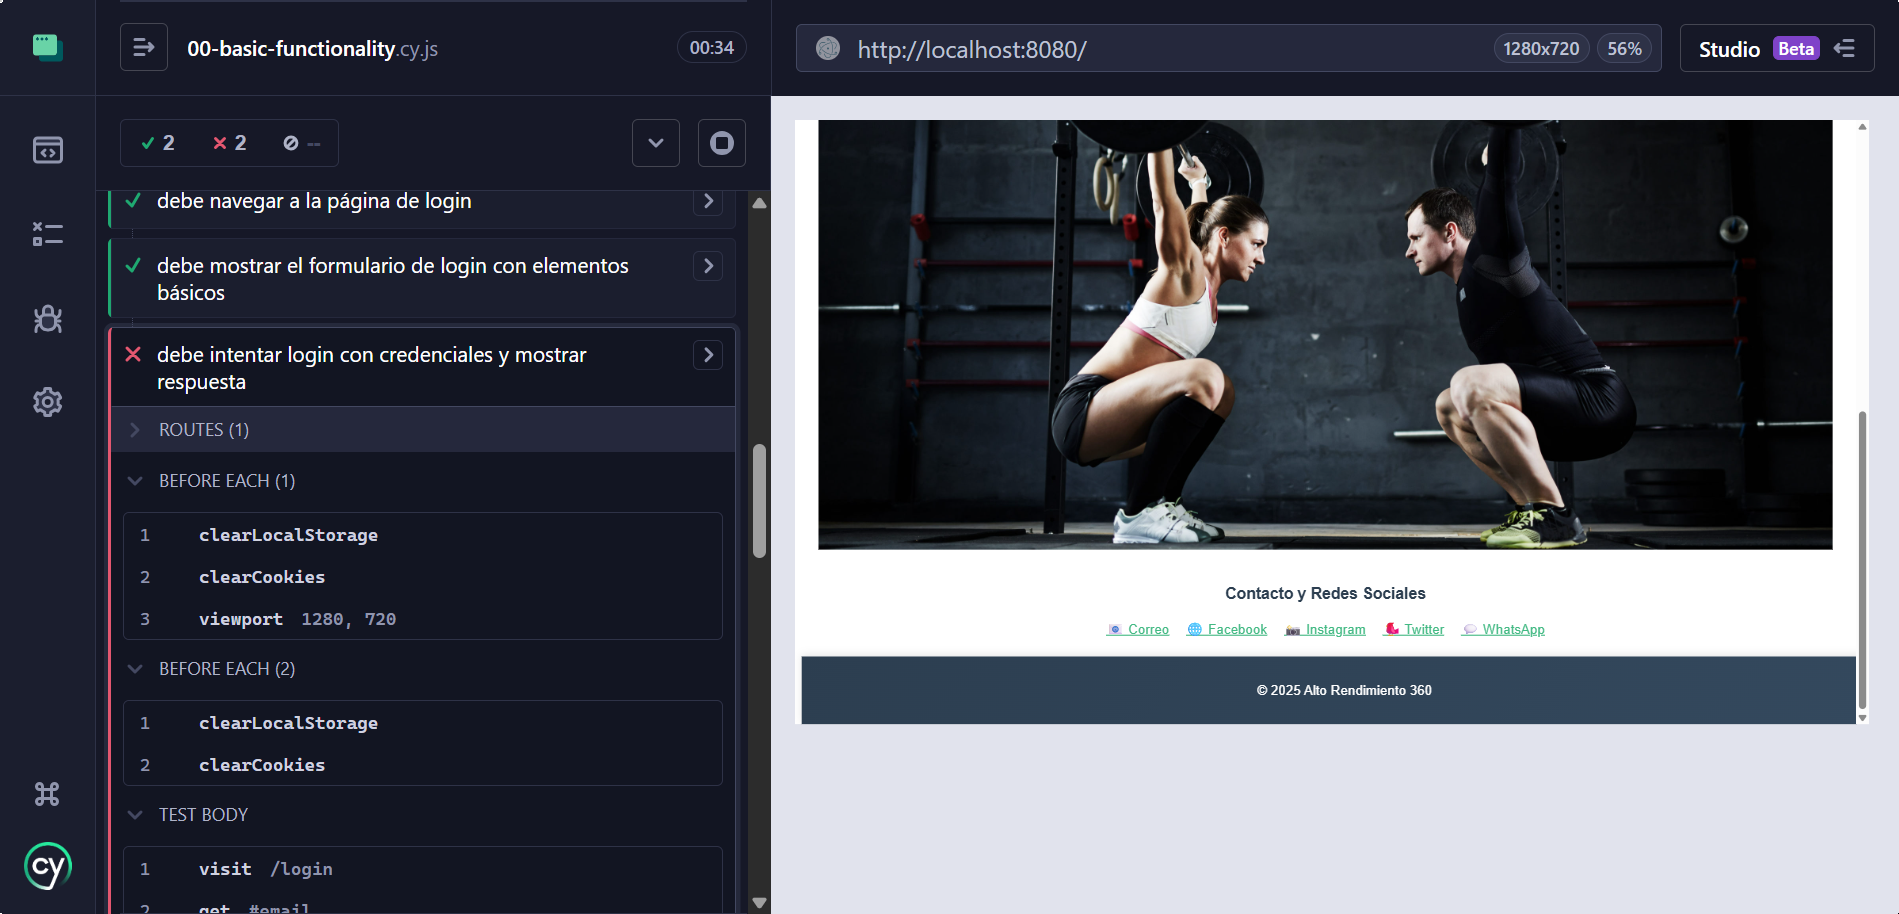 00-basic-functionality.cy.js
00:34
2
2
--
debe navegar a la página de login
debe mostrar el formulario de login con elementos
básicos
debe intentar login con credenciales y mostrar
respuesta
ROUTES (1)
BEFORE EACH (1)
1 clearLocalStorage
2 clearCookies
3 viewport 1280, 720
BEFORE EACH (2)
1 clearLocalStorage
2 clearCookies
TEST BODY
1 visit /login
2 get #email
cy
http://localhost:8080/
1280x720
56%
Studio Beta
Contacto y Redes Sociales
Correo Facebook Instagram Twitter WhatsApp
© 2025 Alto Rendimiento 360